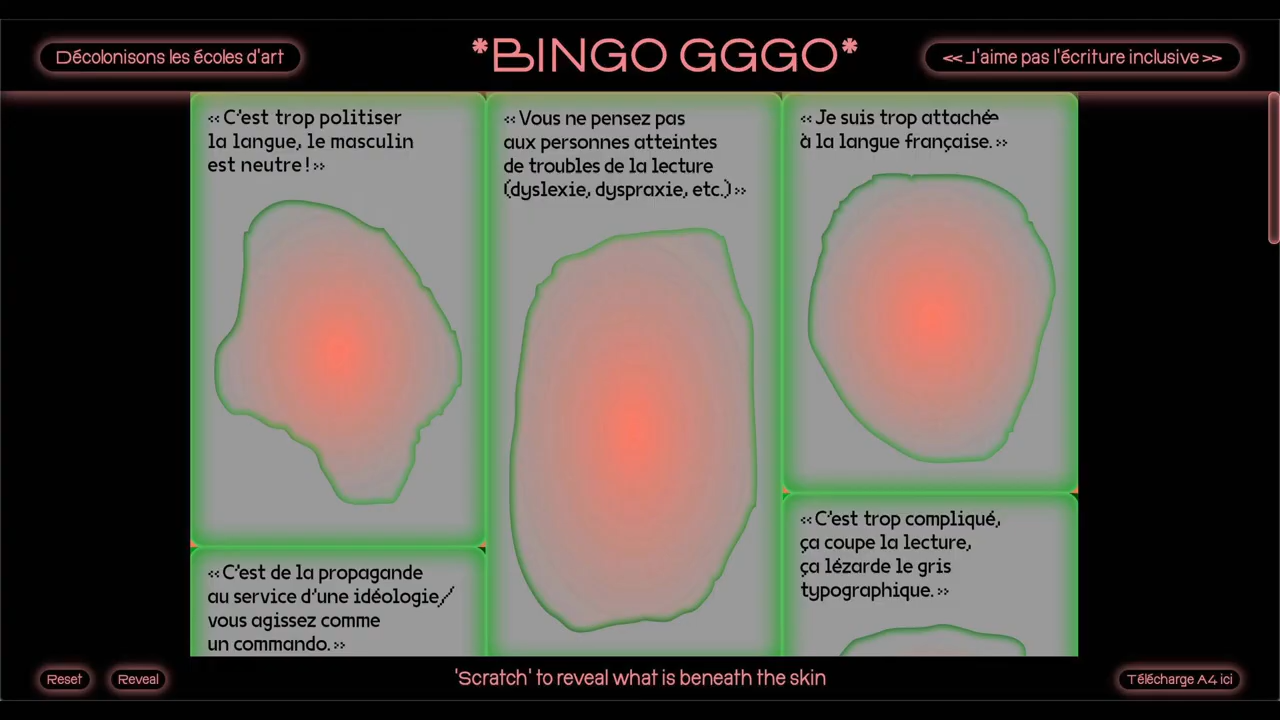 Décolonisons les écoles d'art
*BINGO GGGO*
<< J'aime pas l'écriture inclusive >>
« C'est trop politiser
la langue, le masculin
est neutre ! »
« Vous ne pensez pas
aux personnes atteintes
de troubles de la lecture
(dyslexie, dyspraxie, etc.) »
« Je suis trop attachée
à la langue française. »
« C'est de la propagande
au service d'une idéologie/
vous agissez comme
un commando. »
« C'est trop compliqué,
ça coupe la lecture,
ça lézarde le gris
typographique. »
Reset
Reveal
'Scratch' to reveal what is beneath the skin
Télécharge A4 ici